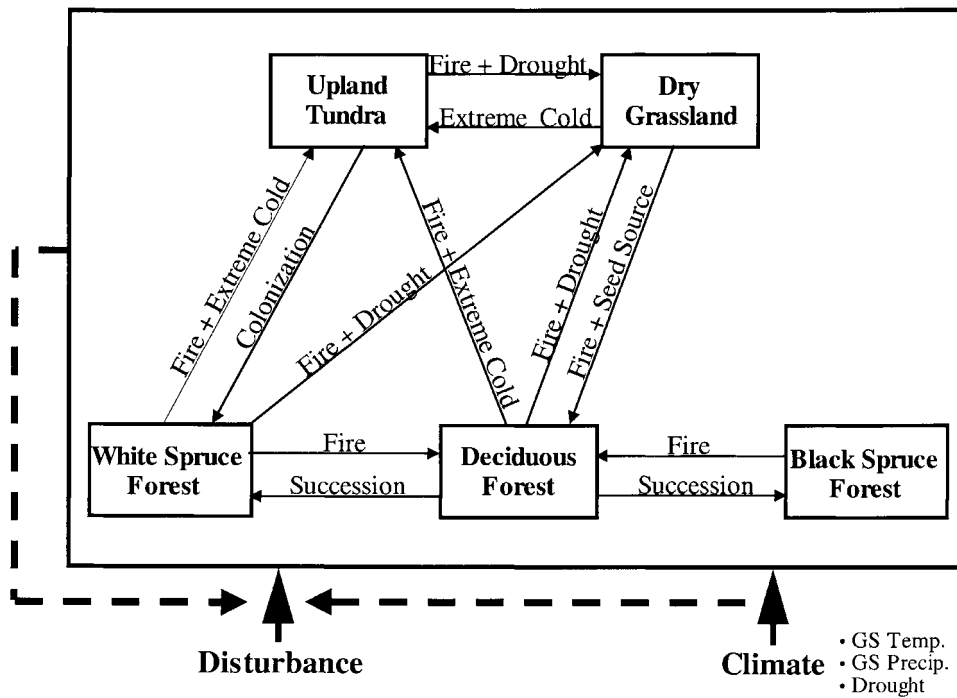 Upland
Tundra
Fire + Drought
Dry
Grassland
Extreme Cold
Fire + Extreme Cold
Colonization
Fire + Drought
Fire + Extreme Cold
Fire + Drought
Fire + Seed Source
White Spruce
Forest
Fire
Succession
Deciduous
Forest
Fire
Succession
Black Spruce
Forest
Disturbance
Climate
• GS Temp.
• GS Precip.
• Drought